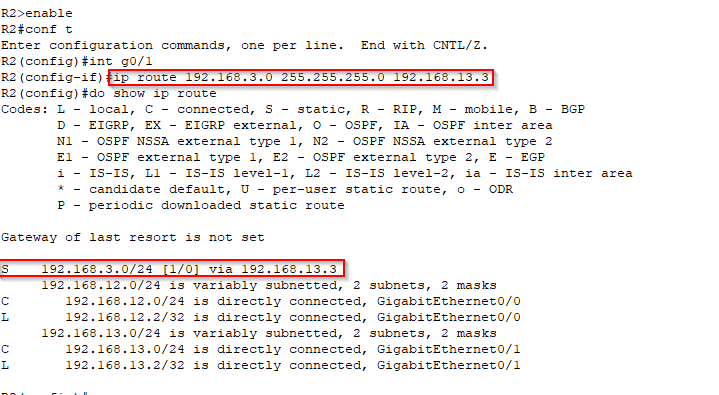 R2>enable
R2#conf t
Enter configuration commands, one per line.  End with CNTL/Z.
R2(config)#int g0/1
R2(config-if)#ip route 192.168.3.0 255.255.255.0 192.168.13.3
R2(config)#do show ip route
Codes: L - local, C - connected, S - static, R - RIP, M - mobile, B - BGP
       D - EIGRP, EX - EIGRP external, O - OSPF, IA - OSPF inter area
       N1 - OSPF NSSA external type 1, N2 - OSPF NSSA external type 2
       E1 - OSPF external type 1, E2 - OSPF external type 2, E - EGP
       i - IS-IS, L1 - IS-IS level-1, L2 - IS-IS level-2, ia - IS-IS inter area
       * - candidate default, U - per-user static route, o - ODR
       P - periodic downloaded static route
Gateway of last resort is not set
S    192.168.3.0/24 [1/0] via 192.168.13.3
     192.168.12.0/24 is variably subnetted, 2 subnets, 2 masks
C       192.168.12.0/24 is directly connected, GigabitEthernet0/0
L       192.168.12.2/32 is directly connected, GigabitEthernet0/0
     192.168.13.0/24 is variably subnetted, 2 subnets, 2 masks
C       192.168.13.0/24 is directly connected, GigabitEthernet0/1
L       192.168.13.2/32 is directly connected, GigabitEthernet0/1